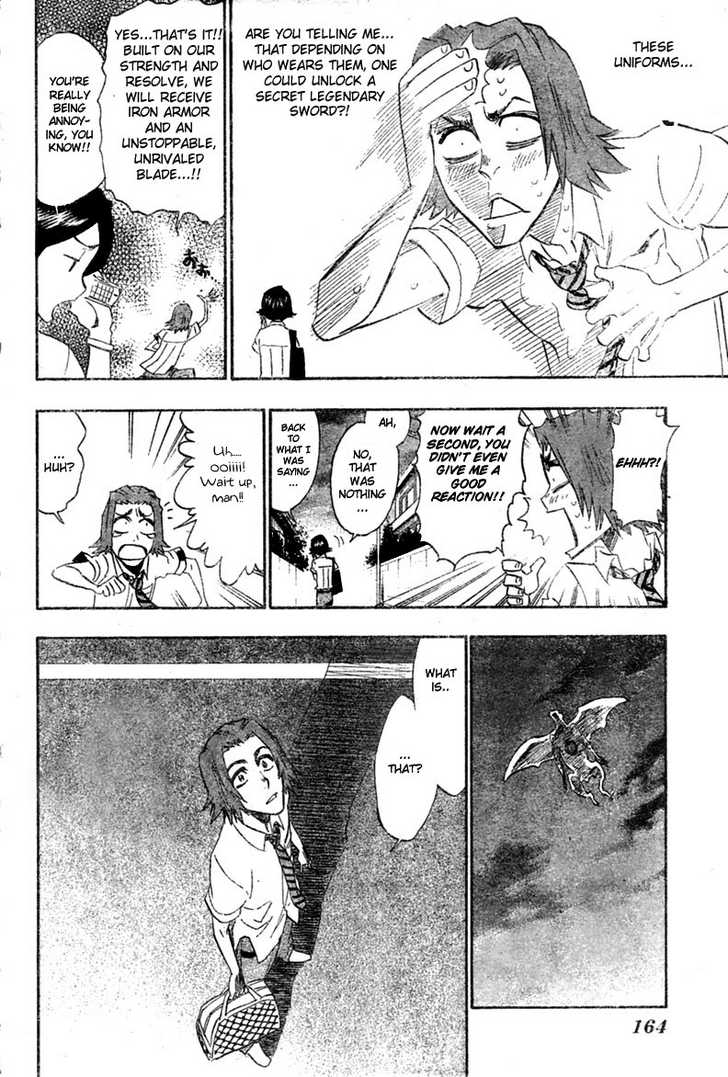 THESE
UNIFORMS...
ARE YOU TELLING ME...
THAT DEPENDING ON
WHO WEARS THEM, ONE
COULD UNLOCK A
SECRET LEGENDARY
SWORD?!
YES...THAT'S IT!!
BUILT ON OUR
STRENGTH AND
RESOLVE, WE
WILL RECEIVE
IRON ARMOR
AND AN
UNSTOPPABLE,
UNRIVALED
BLADE...!!
YOU'RE
REALLY
BEING
ANNOY-
ING, YOU
KNOW!!
EHHH?!
NOW WAIT A
SECOND, YOU
DIDN'T EVEN
GIVE ME A
GOOD
REACTION!!
AH,
NO,
THAT WAS
NOTHING
...
BACK
TO WHAT I
WAS
SAYING
...
Uh....
ooiiii!
Wait up,
man!!
...
HUH?
WHAT
IS..
...
THAT?
164